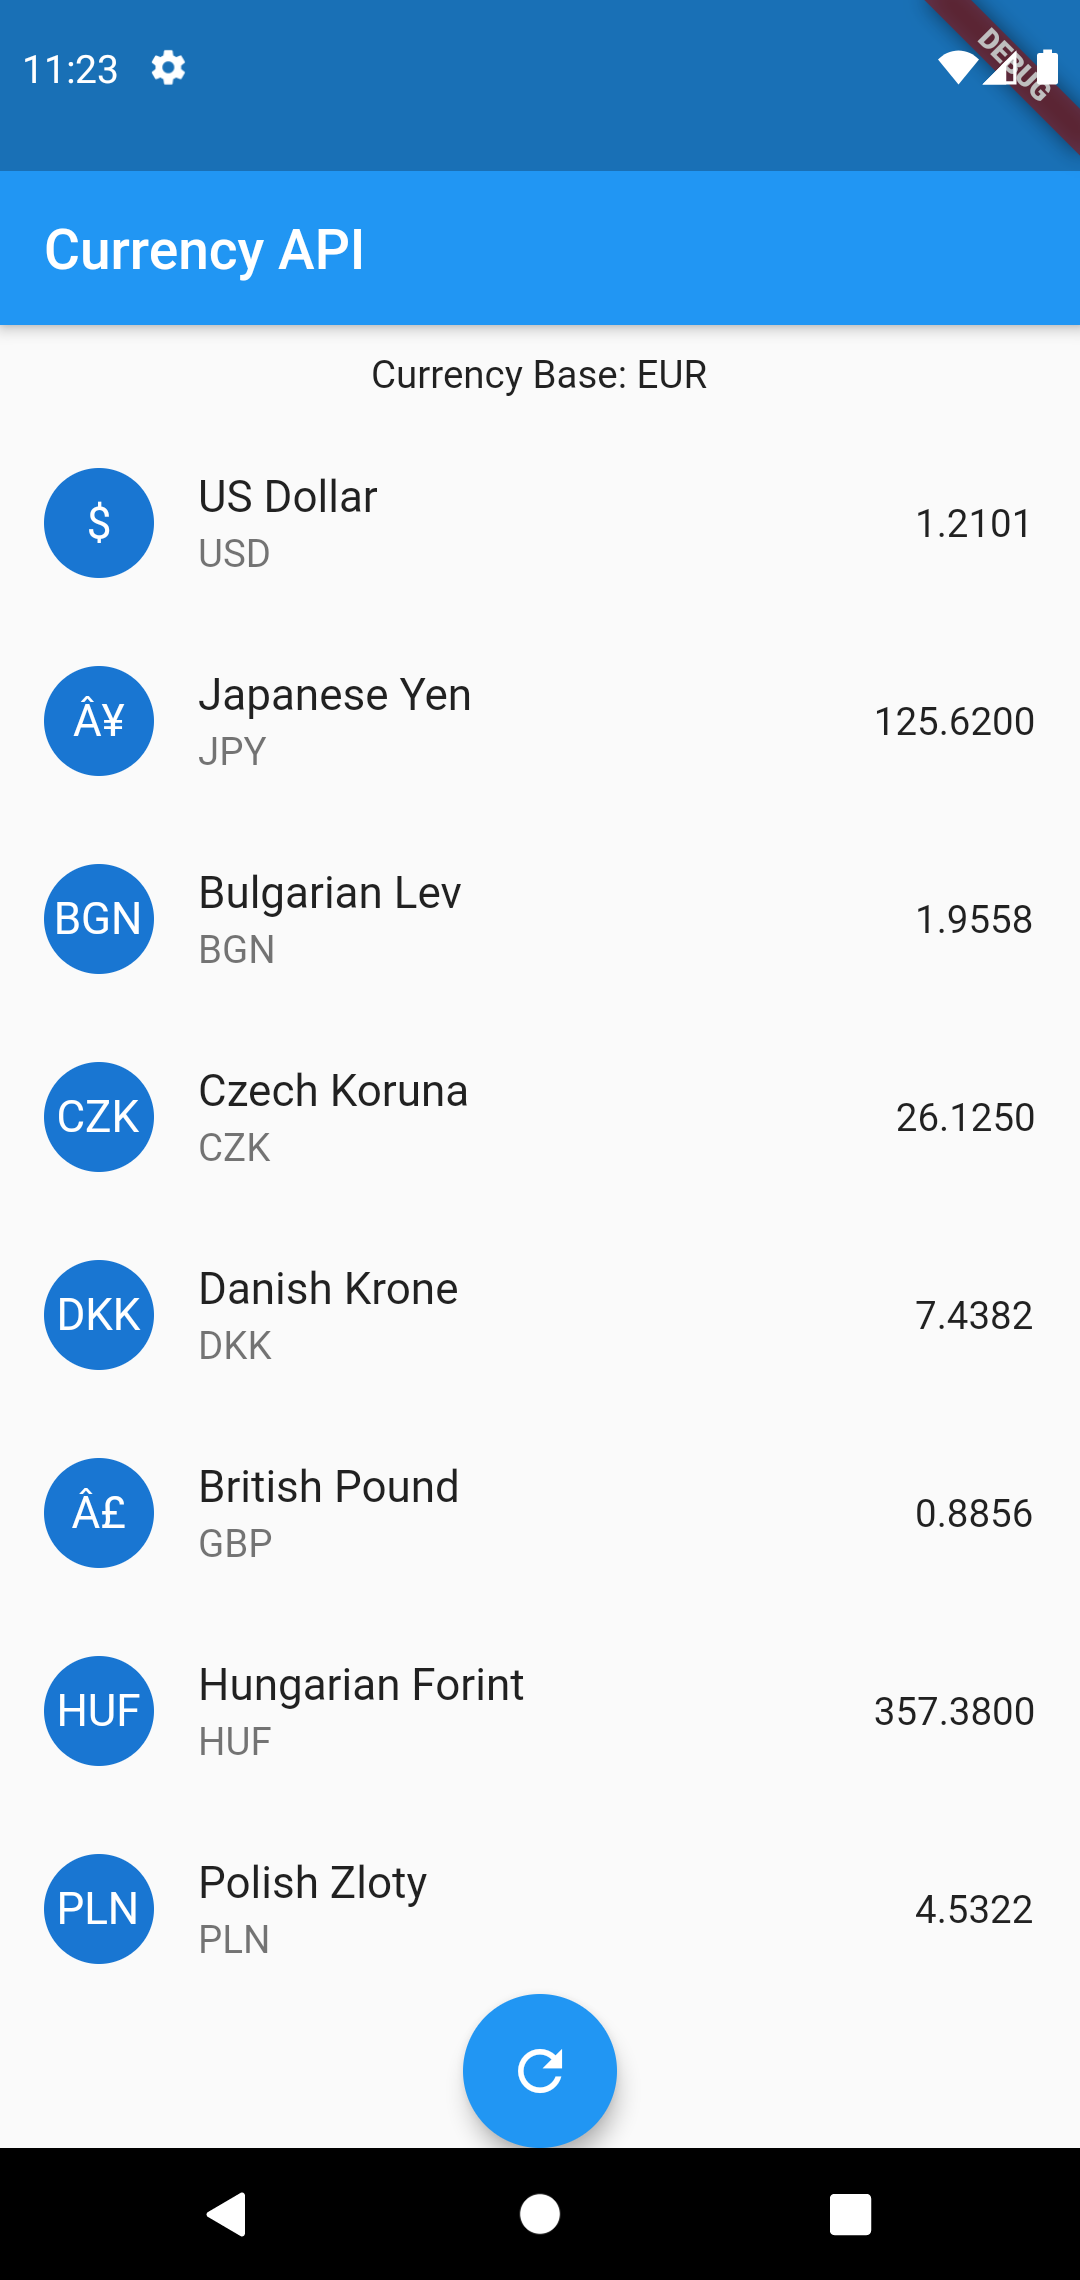 11:23
DEBUG
Currency API
Currency Base: EUR
$
US Dollar
USD
1.2101
Â¥
Japanese Yen
JPY
125.6200
BGN
Bulgarian Lev
BGN
1.9558
CZK
Czech Koruna
CZK
26.1250
DKK
Danish Krone
DKK
7.4382
Â£
British Pound
GBP
0.8856
HUF
Hungarian Forint
HUF
357.3800
PLN
Polish Zloty
PLN
4.5322